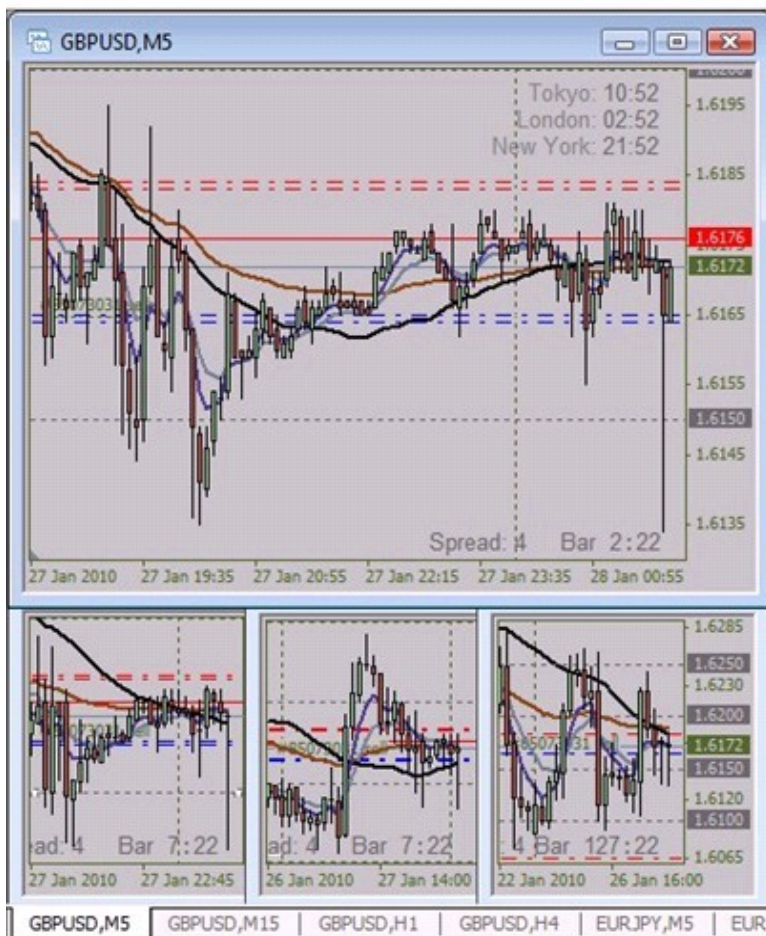 GBPUSD,M5
1.6200
Tokyo: 10:52
1.6195
London: 02:52
New York: 21:52
1.6185
1.6176
1.6175
1.6172
1.6165
1.6155
1.6150
1.6145
1.6135
Spread: 4 Bar 2:22
27 Jan 2010 27 Jan 19:35 27 Jan 20:55 27 Jan 22:15 27 Jan 23:35 28 Jan 00:55
1.6285
1.6250
1.6230
1.6200
1.6172
1.6150
1.6120
1.6100
1.6065
ead: 4 Bar 7:22
ad: 4 Bar 7:22
: 4 Bar 127:22
27 Jan 2010 27 Jan 22:45
26 Jan 2010 27 Jan 14:00
22 Jan 2010 26 Jan 16:00
GBPUSD,M5 GBPUSD,M15 GBPUSD,H1 GBPUSD,H4 EURJPY,M5 EUR